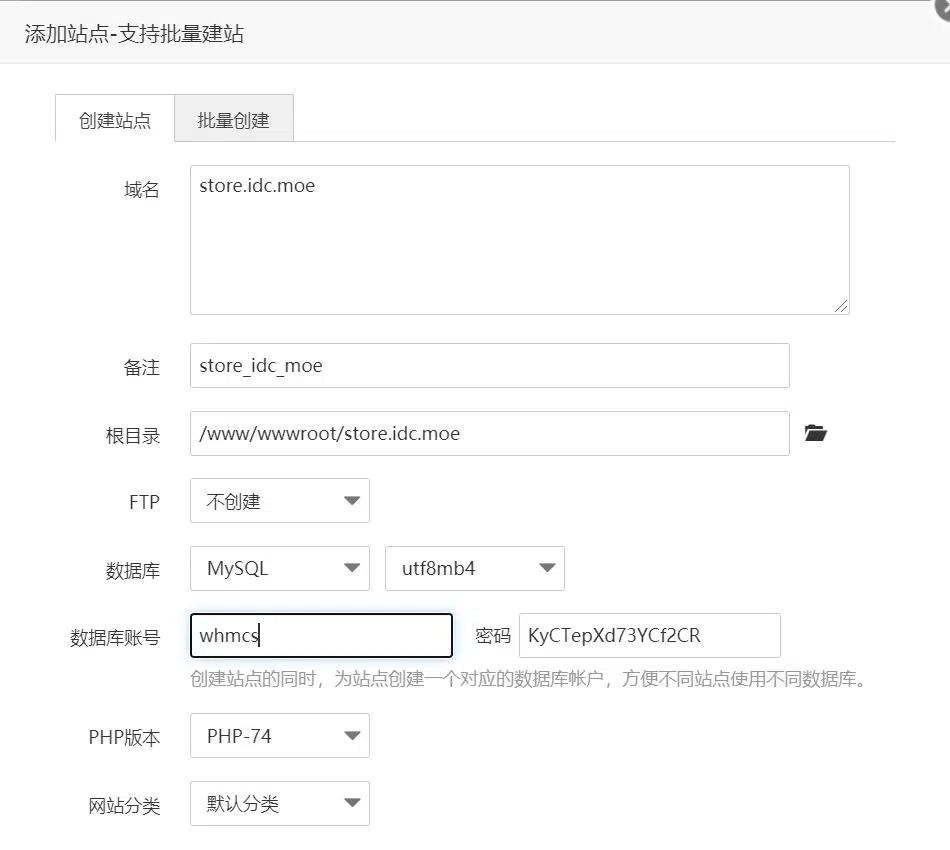 添加站点-支持批量建站
创建站点 批量创建
域名 store.idc.moe
备注 store_idc_moe
根目录 /www/wwwroot/store.idc.moe
FTP 不创建
数据库 MySQL utf8mb4
数据库账号 whmcs 密码 KyCTepXd73YCf2CR
创建站点的同时，为站点创建一个对应的数据库帐户，方便不同站点使用不同数据库。
PHP版本 PHP-74
网站分类 默认分类